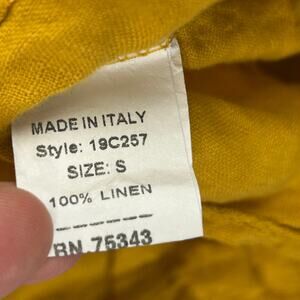 MADE IN ITALY
Style: 19C257
SIZE: S
100% LINEN
RN 75343